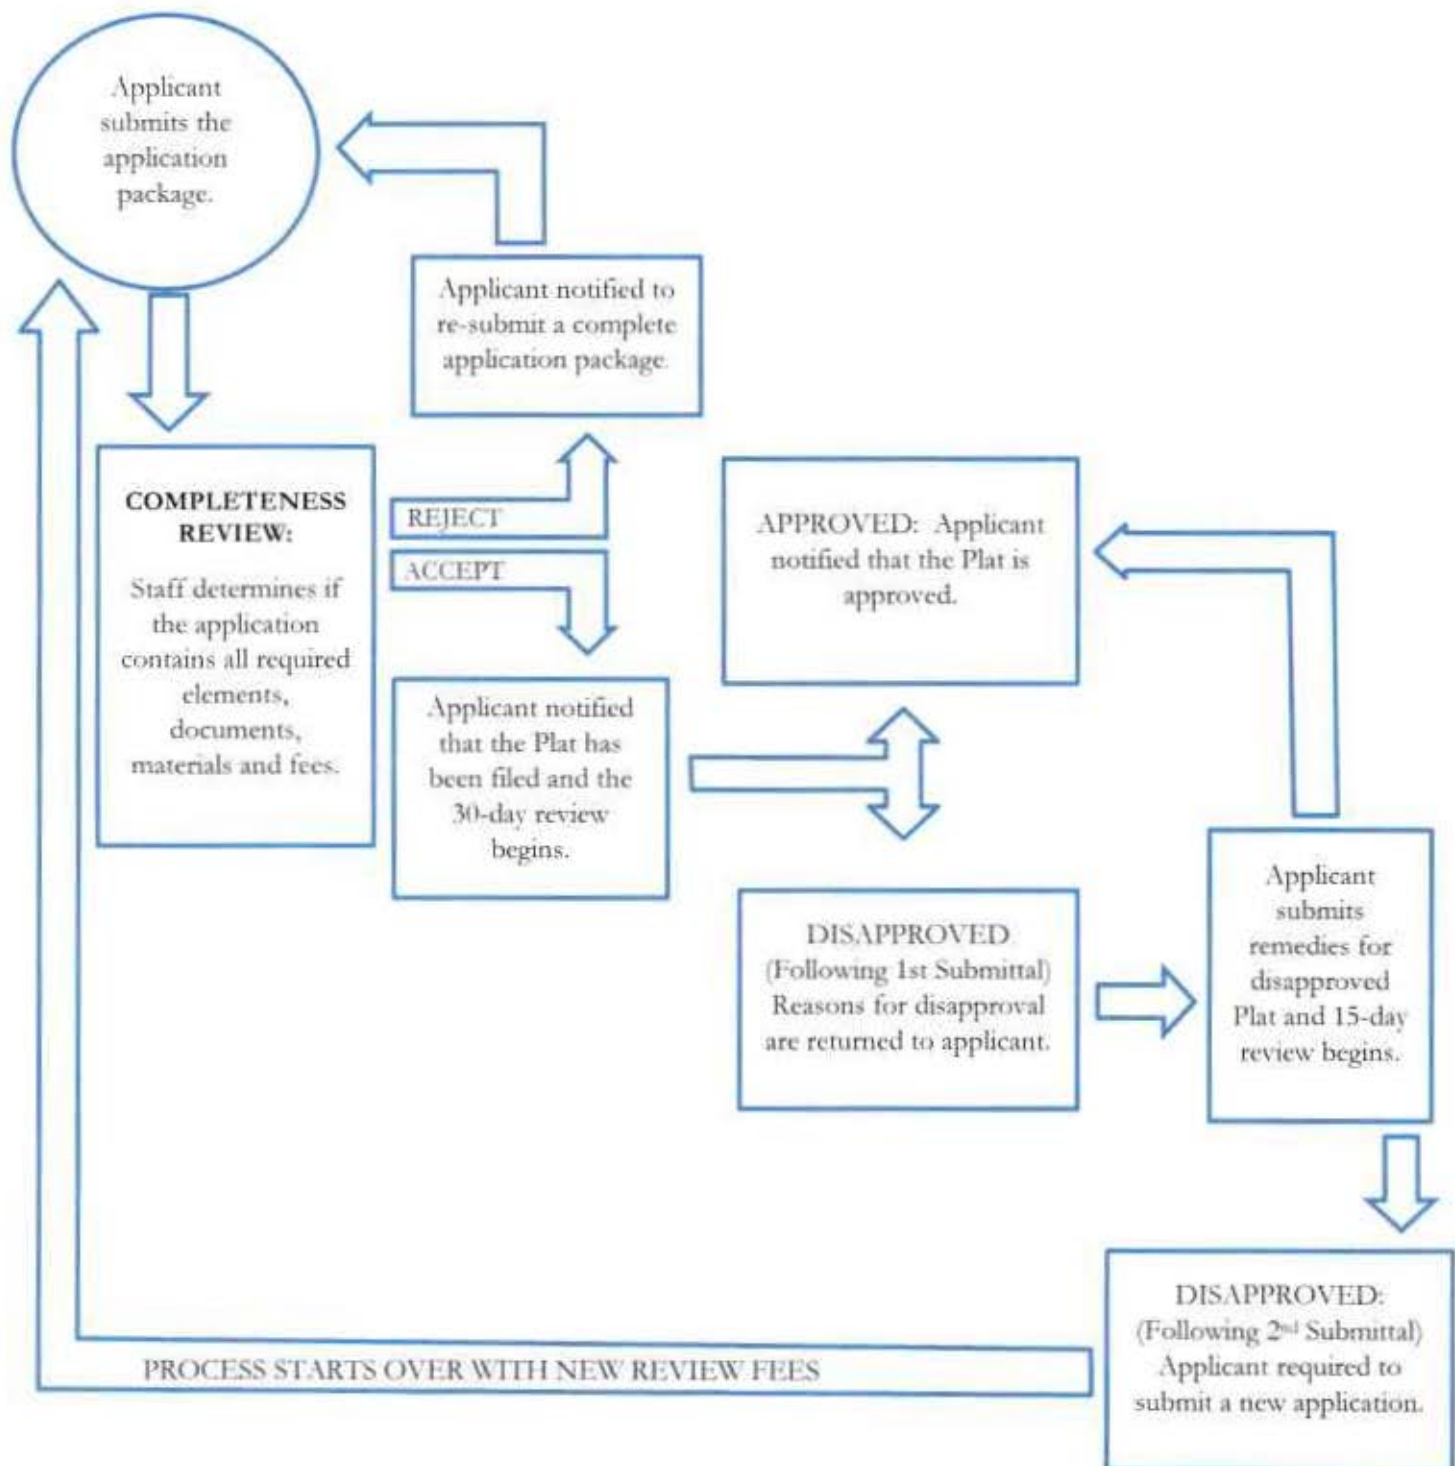 Applicant
submits the
application
package.
Applicant notified to
re-submit a complete
application package.
COMPLETENESS
REVIEW:
Staff determines if
the application
contains all required
elements,
documents,
materials and fees.
REJECT
ACCEPT
Applicant notified
that the Plat has
been filed and the
30-day review
begins.
APPROVED: Applicant
notified that the Plat is
approved.
DISAPPROVED
(Following 1st Submittal)
Reasons for disapproval
are returned to applicant.
Applicant
submits
remedies for
disapproved
Plat and 15-day
review begins.
DISAPPROVED:
(Following 2nd Submittal)
Applicant required to
submit a new application.
PROCESS STARTS OVER WITH NEW REVIEW FEES